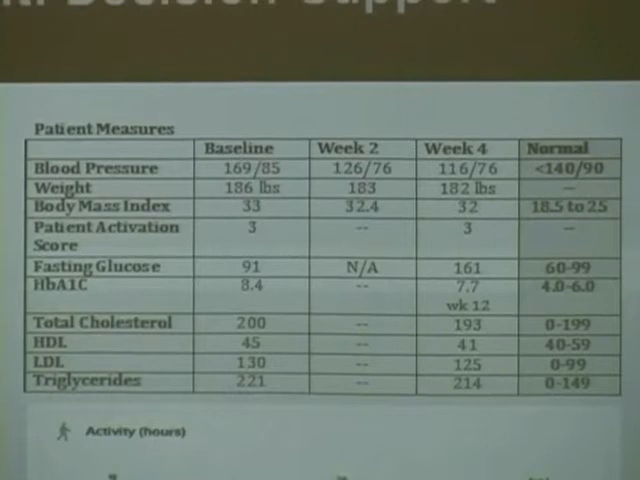 Decision Support
Patient Measures
Baseline Week 2 Week 4 Normal
Blood Pressure 169/85 126/76 116/76 <140/90
Weight 186 lbs 183 182 lbs --
Body Mass Index 33 32.4 32 18.5 to 25
Patient Activation 3 -- 3 --
Score
Fasting Glucose 91 N/A 161 60-99
HbA1C 8.4 -- 7.7 4.0-6.0
wk 12
Total Cholesterol 200 -- 193 0-199
HDL 45 -- 41 40-59
LDL 130 -- 125 0-99
Triglycerides 221 -- 214 0-149
Activity (hours)